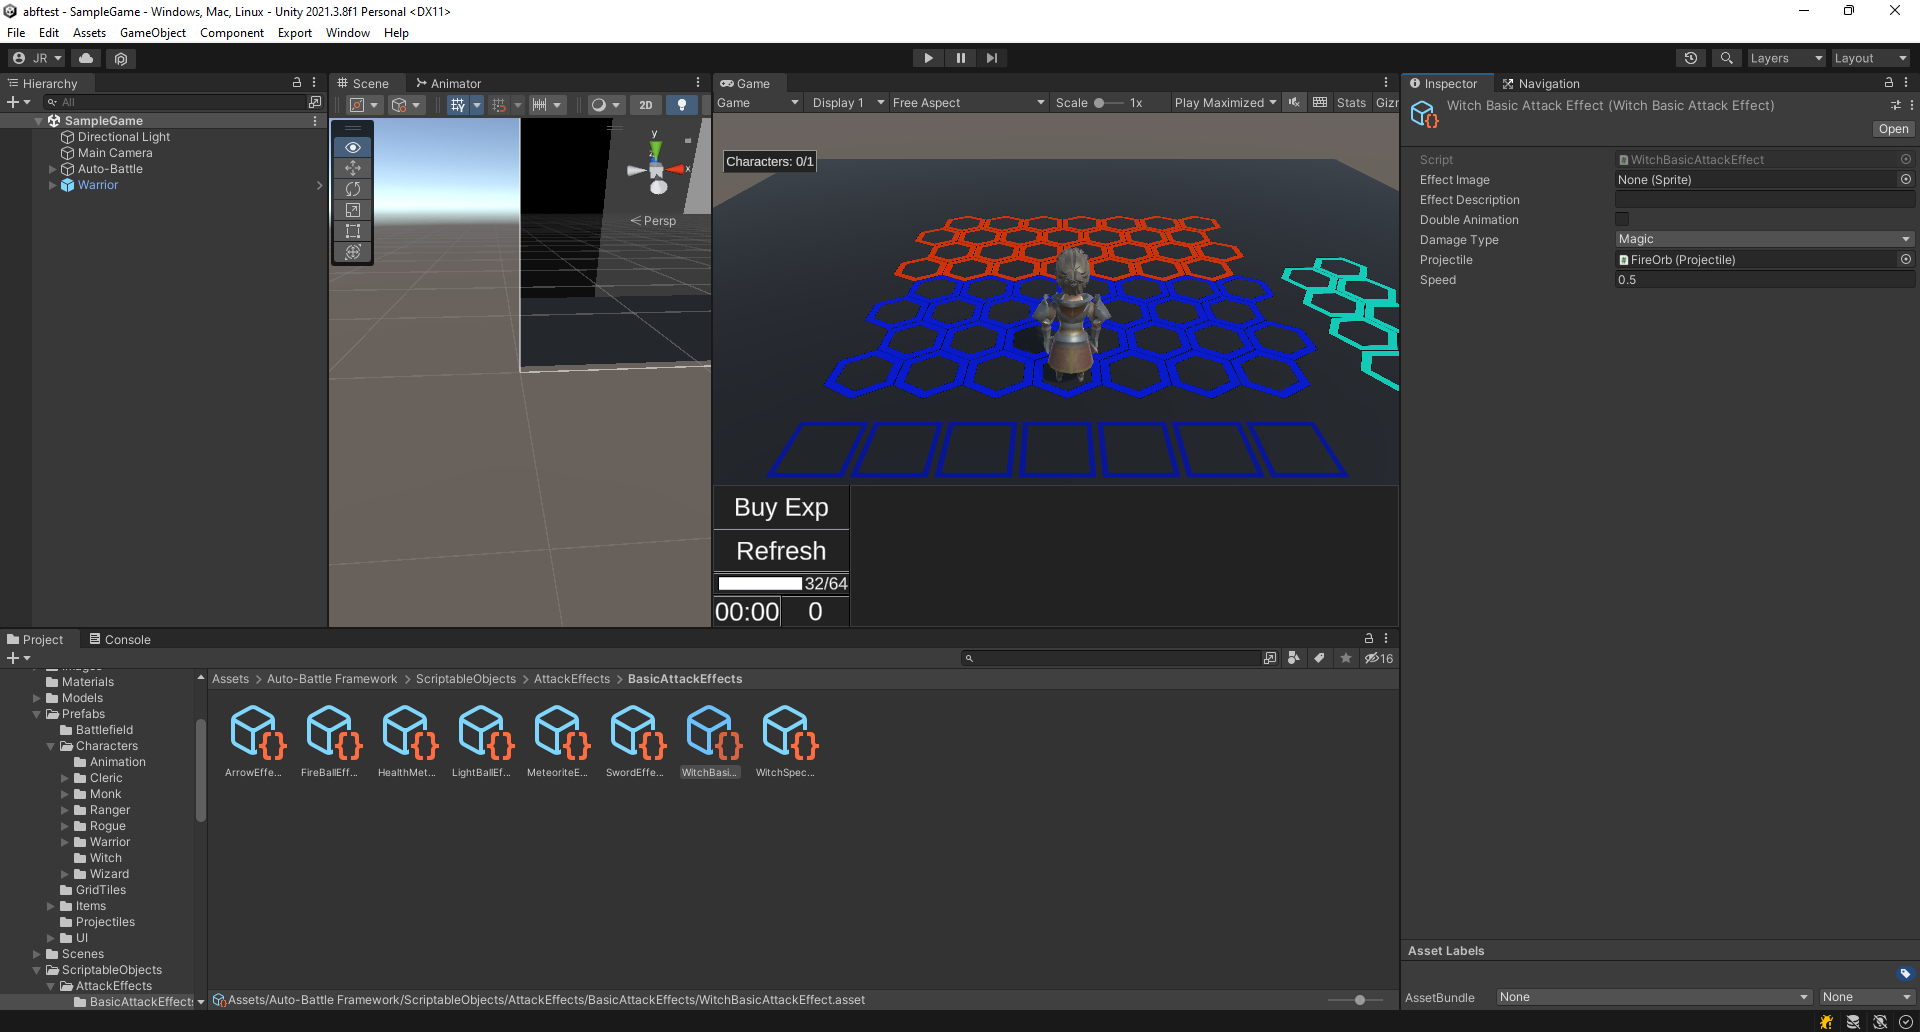 abftest - SampleGame - Windows, Mac, Linux - Unity 2021.3.8f1 Personal <DX11>
File Edit Assets GameObject Component Export Window Help
JR Layers Layout
Hierarchy
All
SampleGame
Directional Light
Main Camera
Auto-Battle
Warrior
Scene Animator
2D
y
x
Persp
Game
Game Display 1 Free Aspect Scale 1x Play Maximized Stats Giz
Characters: 0/1
Buy Exp
Refresh
32/64
00:00 0
Inspector Navigation
Witch Basic Attack Effect (Witch Basic Attack Effect)
Open
Script WitchBasicAttackEffect
Effect Image None (Sprite)
Effect Description
Double Animation
Damage Type Magic
Projectile FireOrb (Projectile)
Speed 0.5
Asset Labels
AssetBundle None None
Project Console
16
Materials
Models
Prefabs
Battlefield
Characters
Animation
Cleric
Monk
Ranger
Rogue
Warrior
Witch
Wizard
GridTiles
Items
Projectiles
UI
Scenes
ScriptableObjects
AttackEffects
BasicAttackEffects
Assets > Auto-Battle Framework > ScriptableObjects > AttackEffects > BasicAttackEffects
ArrowEffe... FireBallEff... HealthMet... LightBallEf... MeteoriteE... SwordEffe... WitchBasi... WitchSpec...
Assets/Auto-Battle Framework/ScriptableObjects/AttackEffects/BasicAttackEffects/WitchBasicAttackEffect.asset